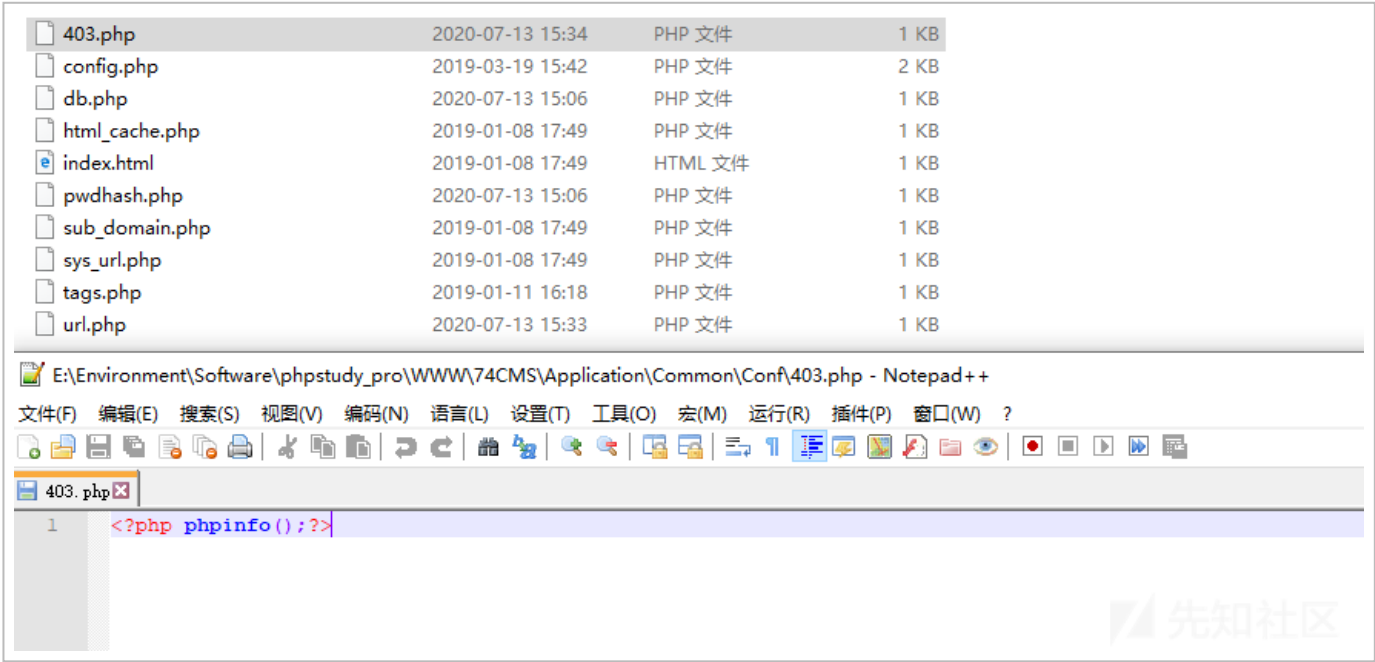 403.php 2020-07-13 15:34 PHP 文件 1 KB
config.php 2019-03-19 15:42 PHP 文件 2 KB
db.php 2020-07-13 15:06 PHP 文件 1 KB
html_cache.php 2019-01-08 17:49 PHP 文件 1 KB
index.html 2019-01-08 17:49 HTML 文件 1 KB
pwdhash.php 2020-07-13 15:06 PHP 文件 1 KB
sub_domain.php 2019-01-08 17:49 PHP 文件 1 KB
sys_url.php 2019-01-08 17:49 PHP 文件 1 KB
tags.php 2019-01-11 16:18 PHP 文件 1 KB
url.php 2020-07-13 15:33 PHP 文件 1 KB
E:\Environment\Software\phpstudy_pro\WWW\74CMS\Application\Common\Conf\403.php - Notepad++
文件(F) 编辑(E) 搜索(S) 视图(V) 编码(N) 语言(L) 设置(T) 工具(O) 宏(M) 运行(R) 插件(P) 窗口(W) ?
403.php
1 <?php phpinfo();?>
先知社区